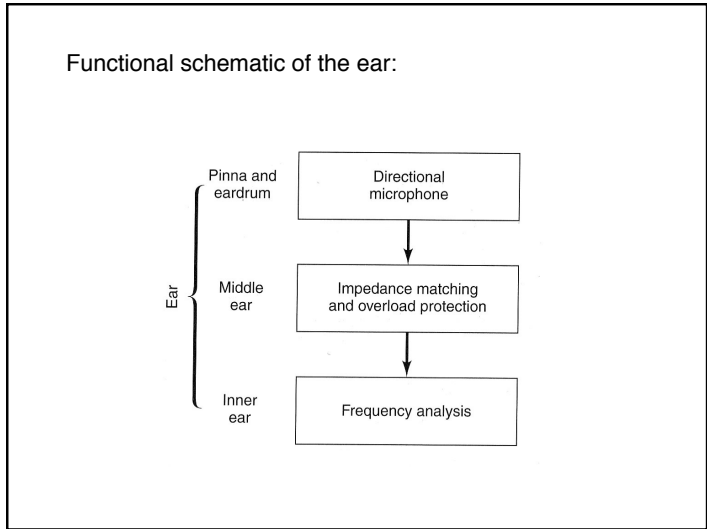 Functional schematic of the ear:
Pinna and
eardrum
Directional
microphone
Ear
Middle
ear
Impedance matching
and overload protection
Inner
ear
Frequency analysis